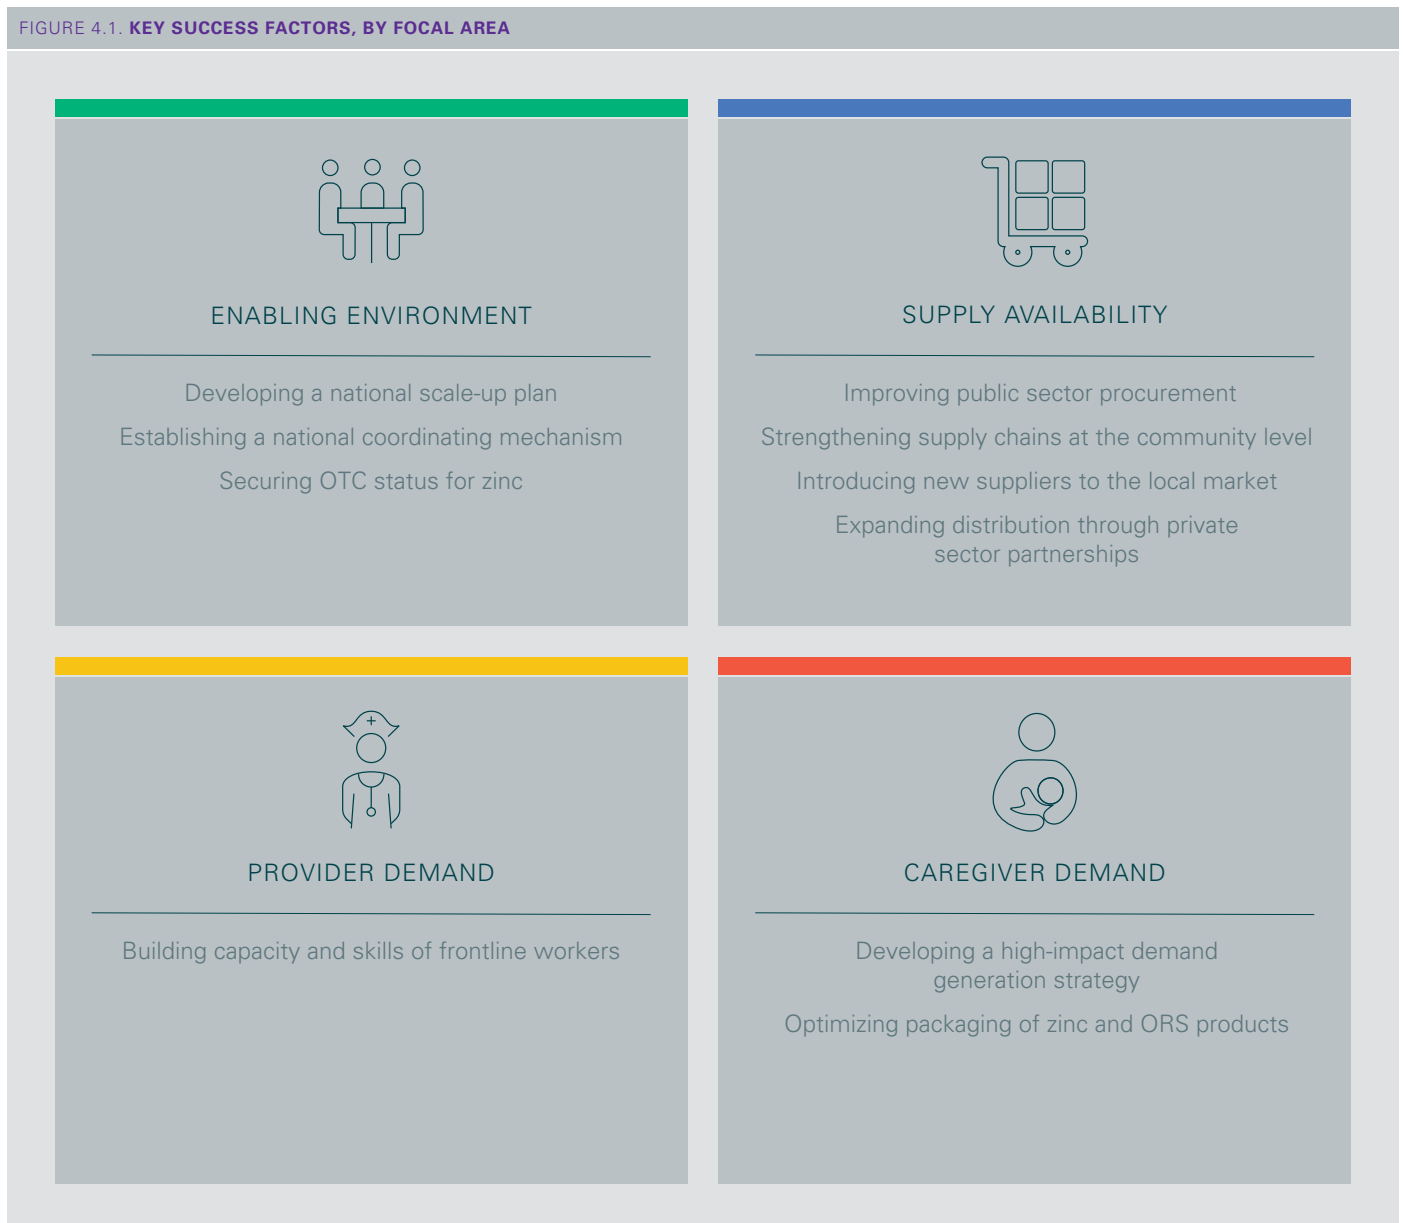 FIGURE 4.1. KEY SUCCESS FACTORS, BY FOCAL AREA
ENABLING ENVIRONMENT
Developing a national scale-up plan
Establishing a national coordinating mechanism
Securing OTC status for zinc
SUPPLY AVAILABILITY
Improving public sector procurement
Strengthening supply chains at the community level
Introducing new suppliers to the local market
Expanding distribution through private
sector partnerships
PROVIDER DEMAND
Building capacity and skills of frontline workers
CAREGIVER DEMAND
Developing a high-impact demand
generation strategy
Optimizing packaging of zinc and ORS products